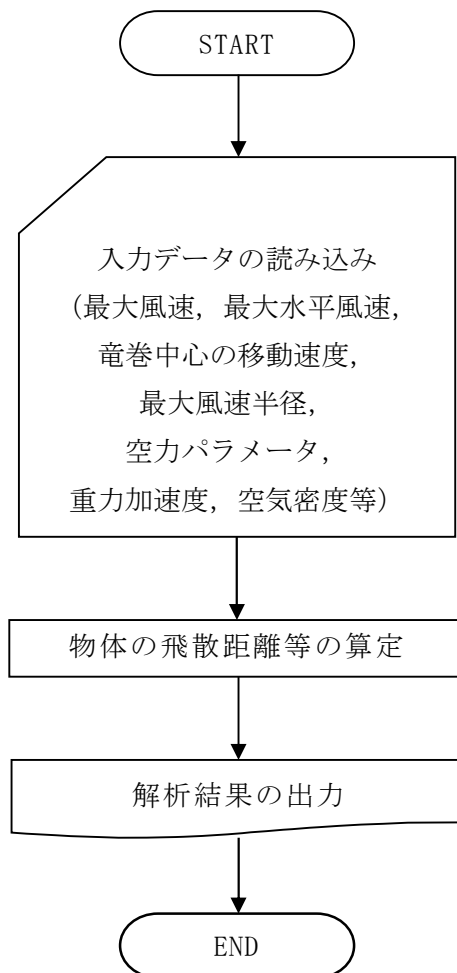 START
入力データの読み込み
(最大風速，最大水平風速，
竜巻中心の移動速度，
最大風速半径，
空力パラメータ，
重力加速度，空気密度等)
物体の飛散距離等の算定
解析結果の出力
END